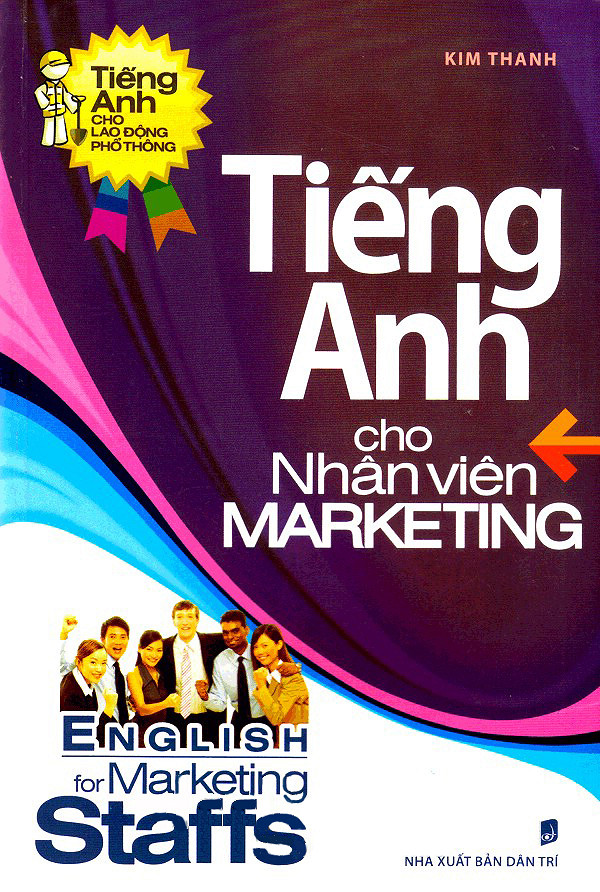 KIM THANH
Tiếng
Anh
CHO
LAO ĐỘNG
PHỔ THÔNG
Tiếng
Anh
cho
Nhân viên
MARKETING
ENGLISH
for Marketing
Staffs
NHA XUẤT BẢN DÂN TRÍ